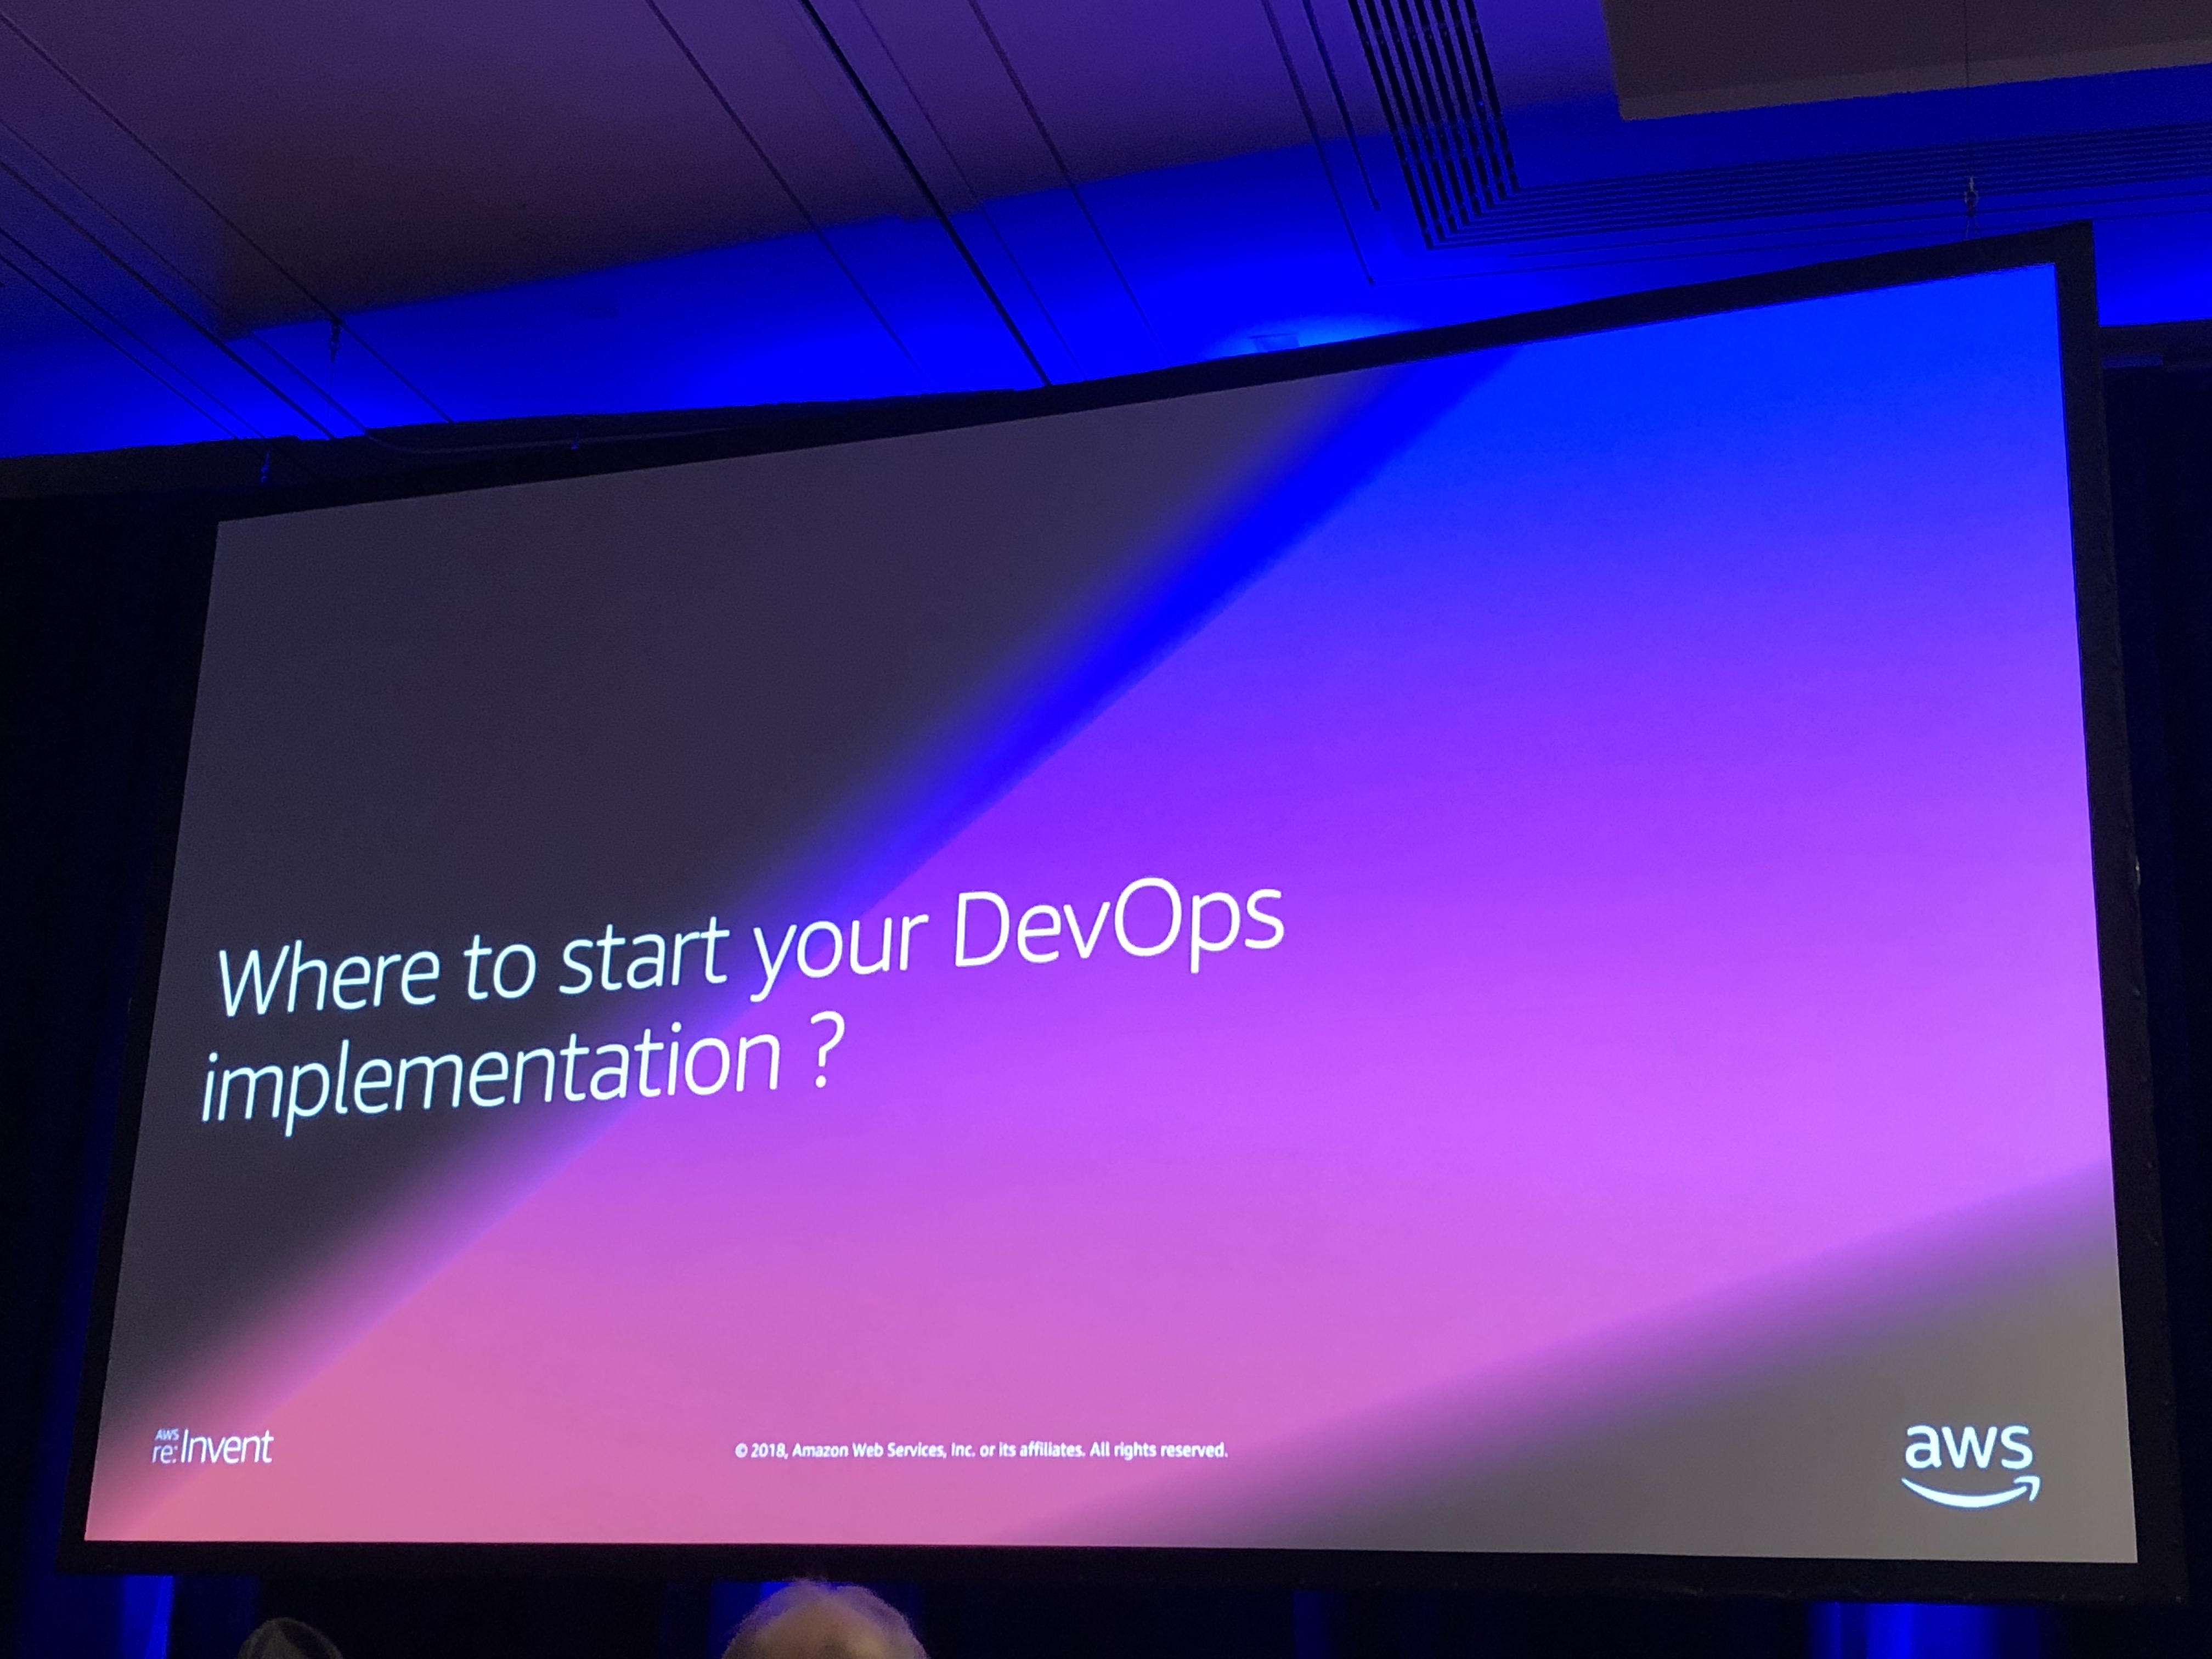 Where to start your DevOps
implementation ?
AWS
re:Invent
© 2018, Amazon Web Services, Inc. or its affiliates. All rights reserved.
aws